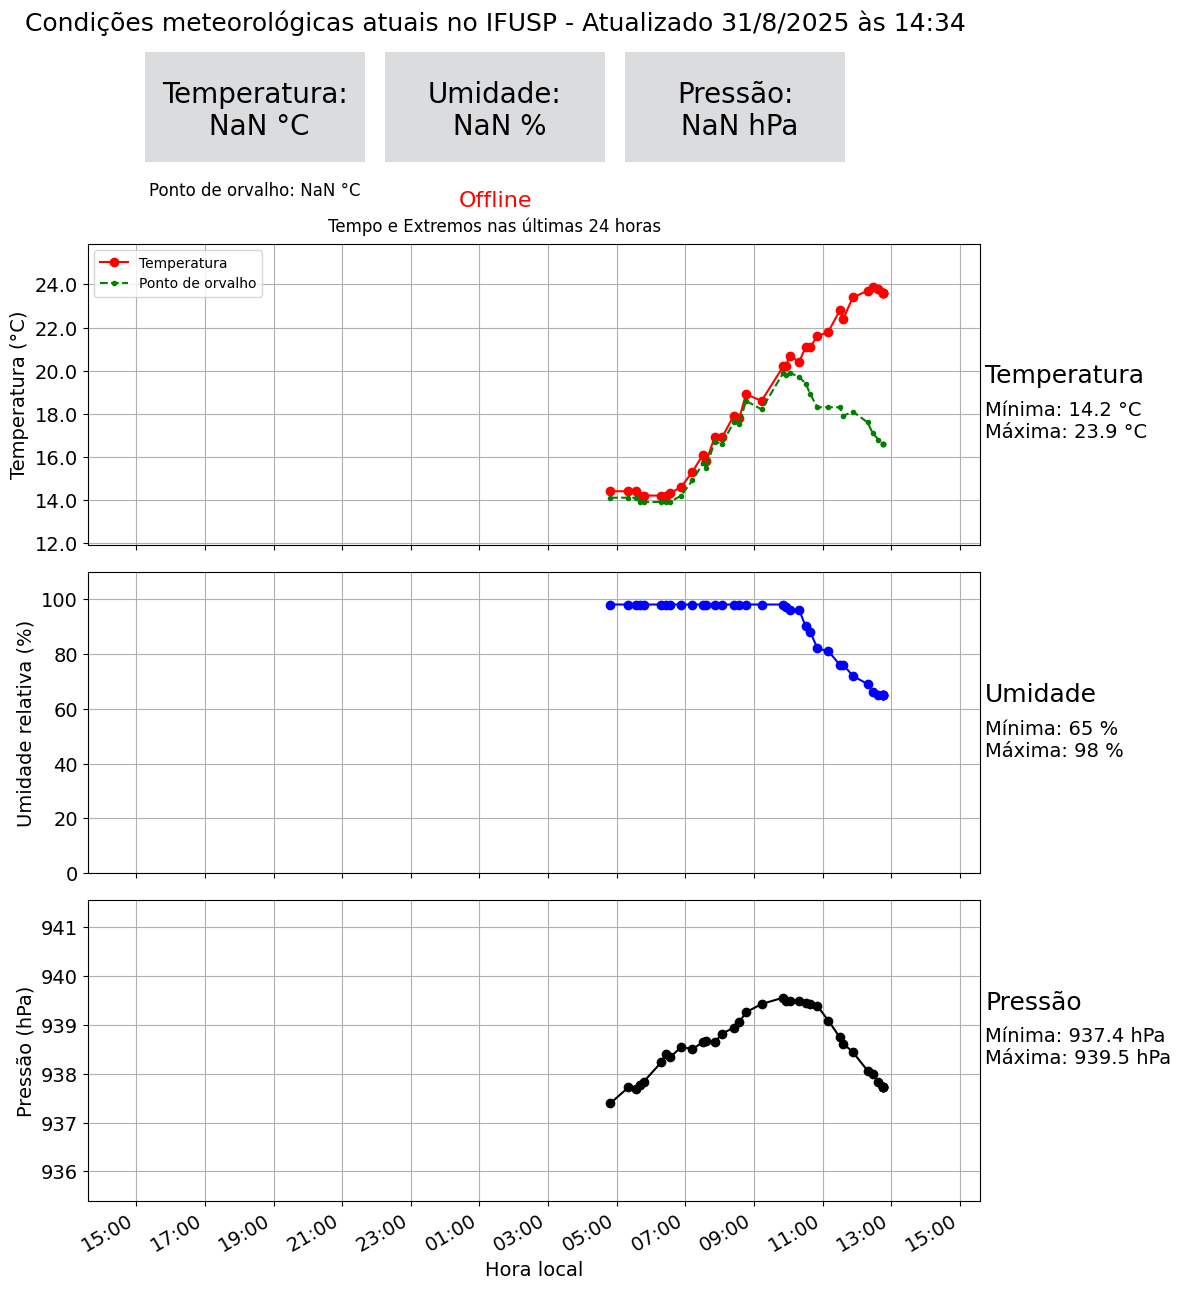 Condições meteorológicas atuais no IFUSP - Atualizado 31/8/2025 às 14:34
Temperatura:
NaN °C
Umidade:
NaN %
Pressão:
NaN hPa
Ponto de orvalho: NaN °C
Offline
Tempo e Extremos nas últimas 24 horas
Temperatura
Ponto de orvalho
Temperatura (°C)
24.0
22.0
20.0
18.0
16.0
14.0
12.0
Temperatura
Mínima: 14.2 °C
Máxima: 23.9 °C
Umidade relativa (%)
100
80
60
40
20
0
Umidade
Mínima: 65 %
Máxima: 98 %
Pressão (hPa)
941
940
939
938
937
936
Pressão
Mínima: 937.4 hPa
Máxima: 939.5 hPa
15:00 17:00 19:00 21:00 23:00 01:00 03:00 05:00 07:00 09:00 11:00 13:00 15:00
Hora local